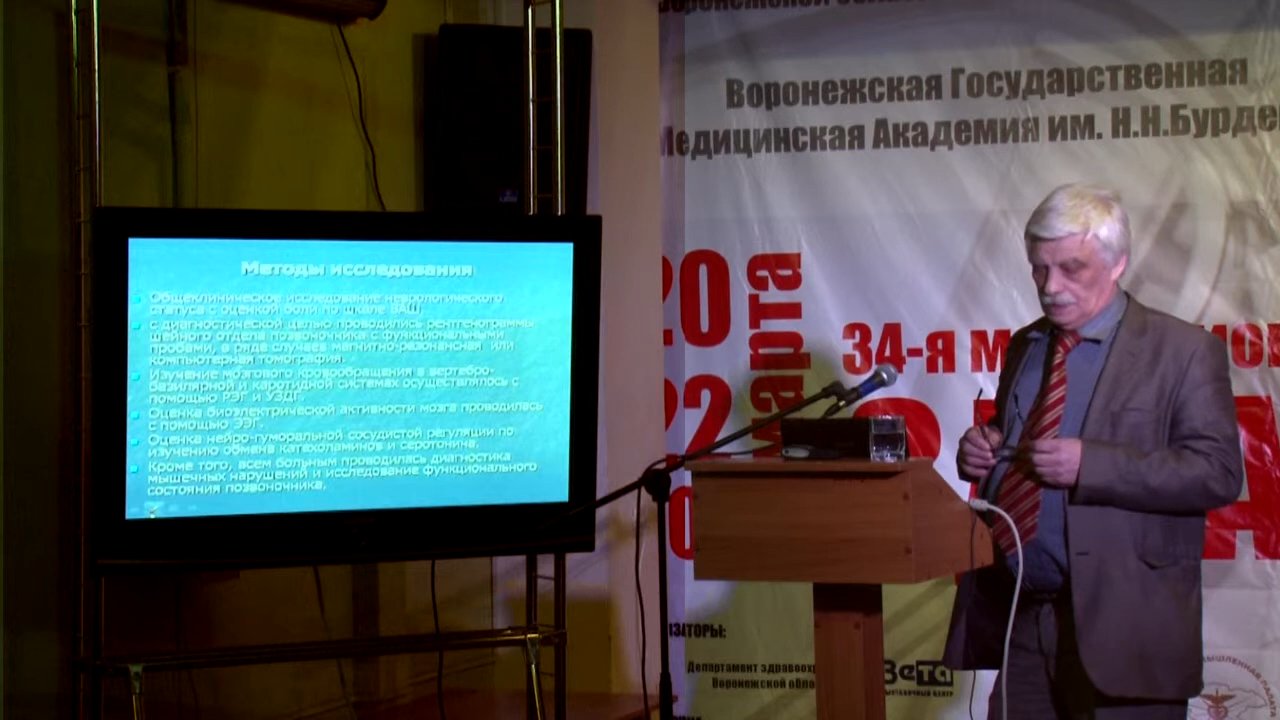 Воронежская Государственная
Медицинская Академия им. Н.Н.Бурде
20
22
марта
34-я м
Методы исследования
Общеклиническое исследование неврологического
статуса с оценкой боли по шкале ВАШ;
с диагностической целью проводились рентгенограммы
шейного отдела позвоночника с функциональными
пробами, в ряде случаев магнитно-резонансная или
компьютерная томография.
Изучение мозгового кровообращения в вертебро-
базилярной и каротидной системах осуществлялось с
помощью РЭГ и УЗДГ.
Оценка биоэлектрической активности мозга проводилась
с помощью ЭЭГ.
Оценка нейро-гуморальной сосудистой регуляции по
изучению обмена катехоламинов и серотонина.
Кроме того, всем больным проводилась диагностика
мышечных нарушений и исследование функционального
состояния позвоночника.
ИЗАТОРЫ:
Департамент здравоохр
Воронежской обла
Вета